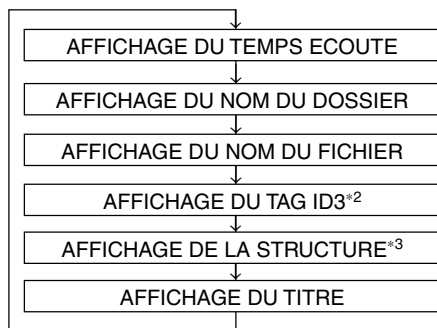 AFFICHAGE DU TEMPS ECOUTE
AFFICHAGE DU NOM DU DOSSIER
AFFICHAGE DU NOM DU FICHIER
AFFICHAGE DU TAG ID3*2
AFFICHAGE DE LA STRUCTURE*3
AFFICHAGE DU TITRE